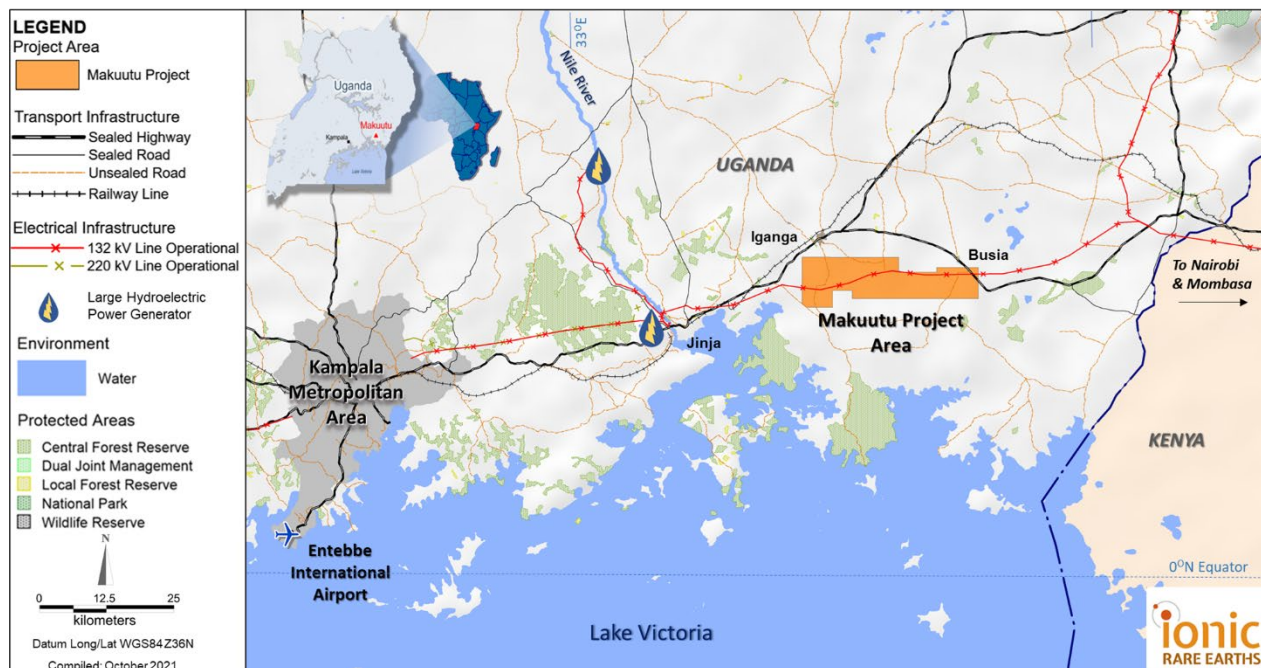 LEGEND
Project Area
Makuutu Project
Transport Infrastructure
Sealed Highway
Sealed Road
Unsealed Road
Railway Line
Electrical Infrastructure
132 kV Line Operational
220 kV Line Operational
Large Hydroelectric
Power Generator
Environment
Water
Protected Areas
Central Forest Reserve
Dual Joint Management
Local Forest Reserve
National Park
Wildlife Reserve
N
0 12.5 25
kilometers
Datum Long/Lat WGS84 Z36N
Compiled: October 2021
Uganda
Makuutu
Kampala
Lake Victoria
33°E
Nile River
UGANDA
Iganga
Busia
To Nairobi
& Mombasa
Makuutu Project
Area
Jinja
Kampala
Metropolitan
Area
KENYA
Entebbe
International
Airport
0°N Equator
Lake Victoria
ionic
RARE EARTHS